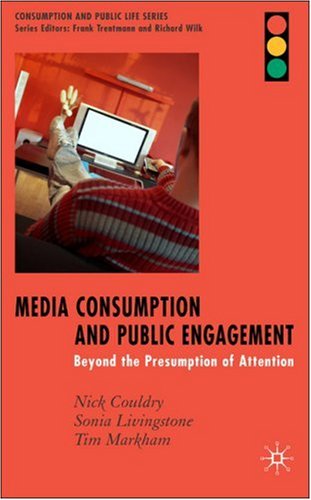 CONSUMPTION AND PUBLIC LIFE SERIES
Series Editors: Frank Trentmann and Richard Wilk
MEDIA CONSUMPTION
AND PUBLIC ENGAGEMENT
Beyond the Presumption of Attention
Nick Couldry
Sonia Livingstone
Tim Markham